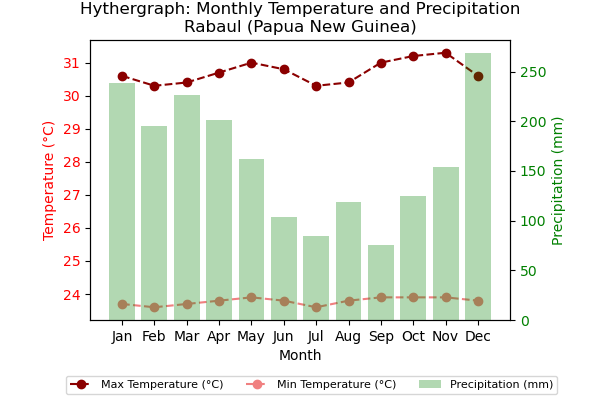 Hythergraph: Monthly Temperature and Precipitation
Rabaul (Papua New Guinea)
31
30
29
28
27
26
25
24
Temperature (°C)
250
200
150
100
50
0
Precipitation (mm)
Jan Feb Mar Apr May Jun Jul Aug Sep Oct Nov Dec
Month
Max Temperature (°C) Min Temperature (°C) Precipitation (mm)